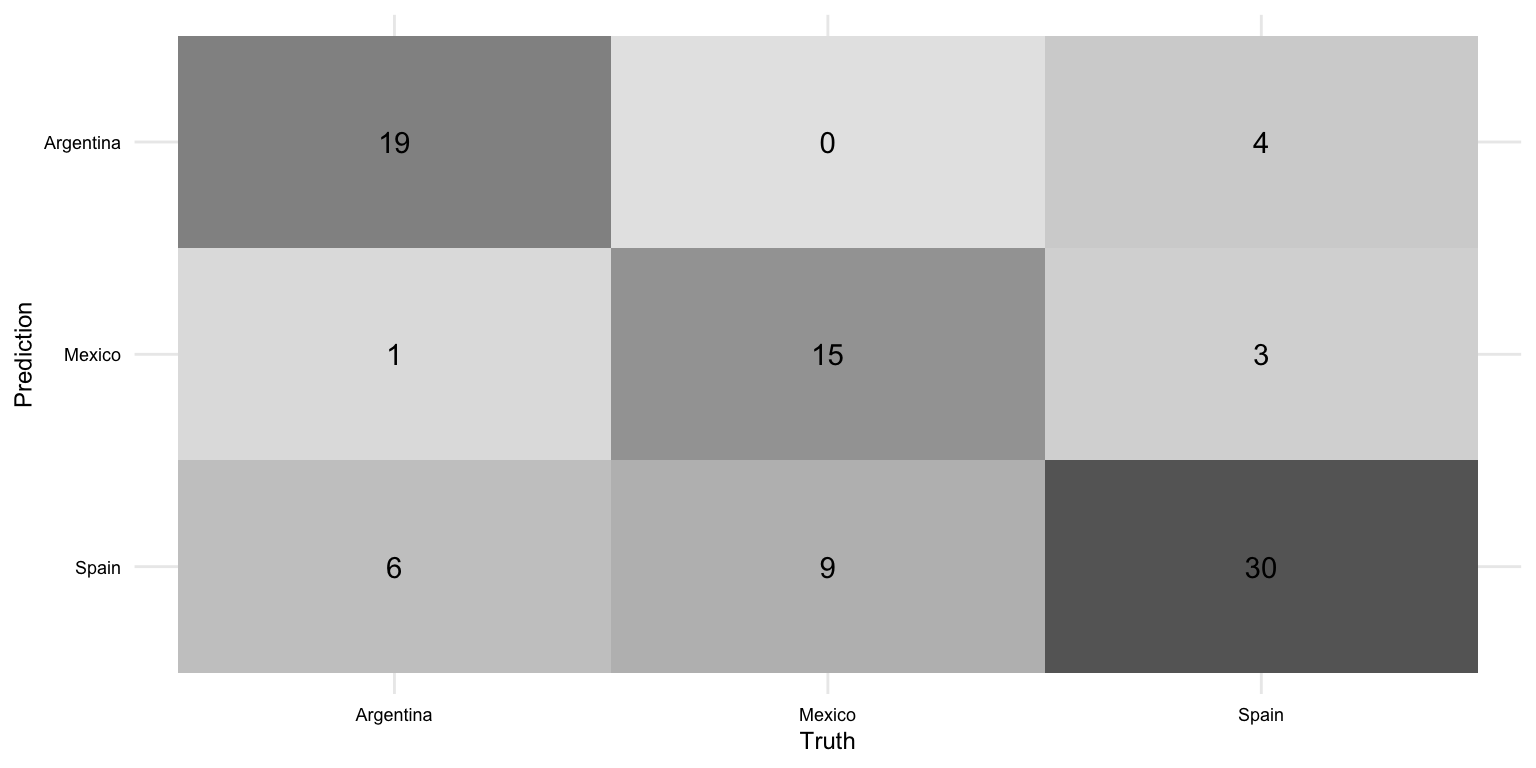 Argentina 19 0 4
Mexico 1 15 3
Spain 6 9 30
Prediction
Argentina Mexico Spain
Truth